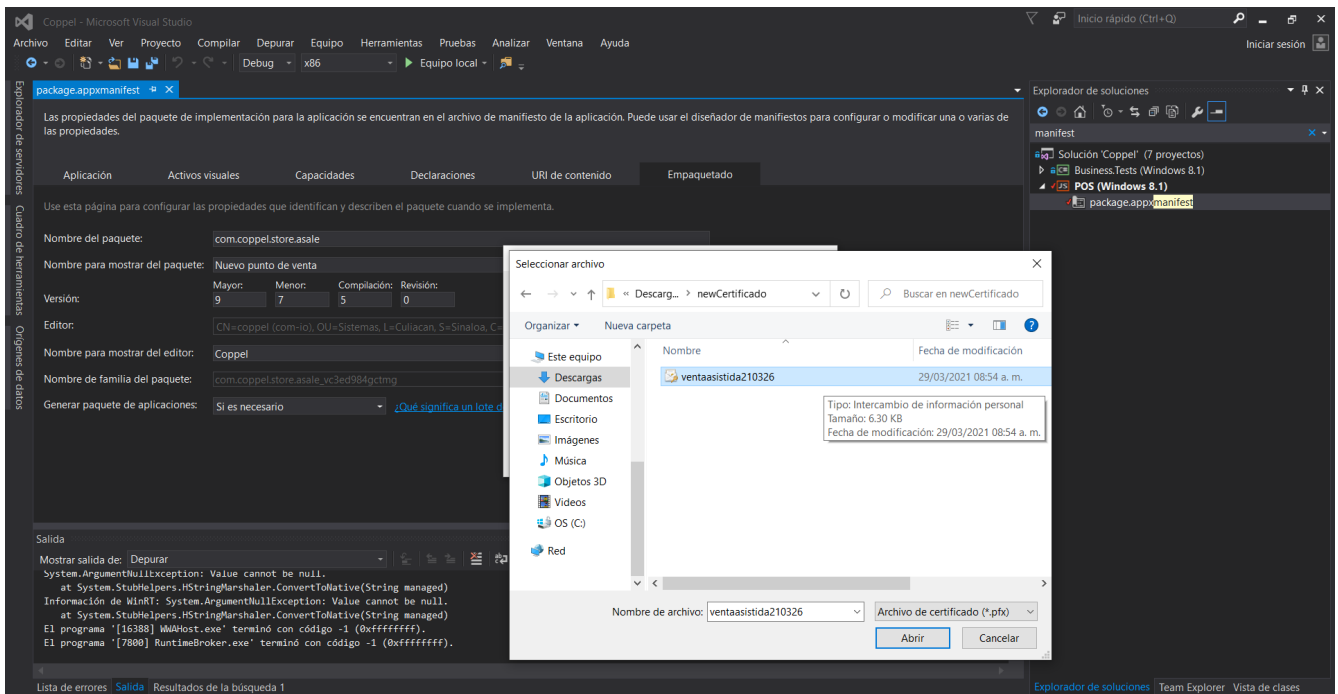 Coppel - Microsoft Visual Studio
Inicio rápido (Ctrl+Q)
Archivo Editar Ver Proyecto Compilar Depurar Equipo Herramientas Pruebas Analizar Ventana Ayuda
Iniciar sesión
Debug x86 Equipo local
Explorador de servidores
Cuadro de herramientas
Orígenes de datos
package.appxmanifest
Las propiedades del paquete de implementación para la aplicación se encuentran en el archivo de manifiesto de la aplicación. Puede usar el diseñador de manifiestos para configurar o modificar una o varias de
las propiedades.
Aplicación Activos visuales Capacidades Declaraciones URI de contenido Empaquetado
Use esta página para configurar las propiedades que identifican y describen el paquete cuando se implementa.
Nombre del paquete: com.coppel.store.asale
Nombre para mostrar del paquete: Nuevo punto de venta
Mayor: Menor: Compilación: Revisión:
Versión: 9 7 5 0
Editor: CN=coppel (com-io), OU=Sistemas, L=Culiacan, S=Sinaloa, C=
Nombre para mostrar del editor: Coppel
Nombre de familia del paquete: com.coppel.store.asale_vc3ed984gctmg
Generar paquete de aplicaciones: Si es necesario ¿Qué significa un lote d
Seleccionar archivo
« Descarg... > newCertificado
Buscar en newCertificado
Organizar Nueva carpeta
Este equipo
Descargas
Documentos
Escritorio
Imágenes
Música
Objetos 3D
Videos
OS (C:)
Red
Nombre Fecha de modificación
ventaasistida210326 29/03/2021 08:54 a. m.
Tipo: Intercambio de información personal
Tamaño: 6.30 KB
Fecha de modificación: 29/03/2021 08:54 a. m.
Nombre de archivo: ventaasistida210326 Archivo de certificado (*.pfx)
Abrir Cancelar
Explorador de soluciones
manifest
Solución 'Coppel' (7 proyectos)
Business.Tests (Windows 8.1)
POS (Windows 8.1)
package.appxmanifest
Salida
Mostrar salida de: Depurar
System.ArgumentNullException: Value cannot be null.
at System.StubHelpers.HStringMarshaler.ConvertToNative(String managed)
Información de WinRT: System.ArgumentNullException: Value cannot be null.
at System.StubHelpers.HStringMarshaler.ConvertToNative(String managed)
El programa '[16388] WWAHost.exe' terminó con código -1 (0xffffffff).
El programa '[7800] RuntimeBroker.exe' terminó con código -1 (0xffffffff).
Lista de errores Salida Resultados de la búsqueda 1
Explorador de soluciones Team Explorer Vista de clases